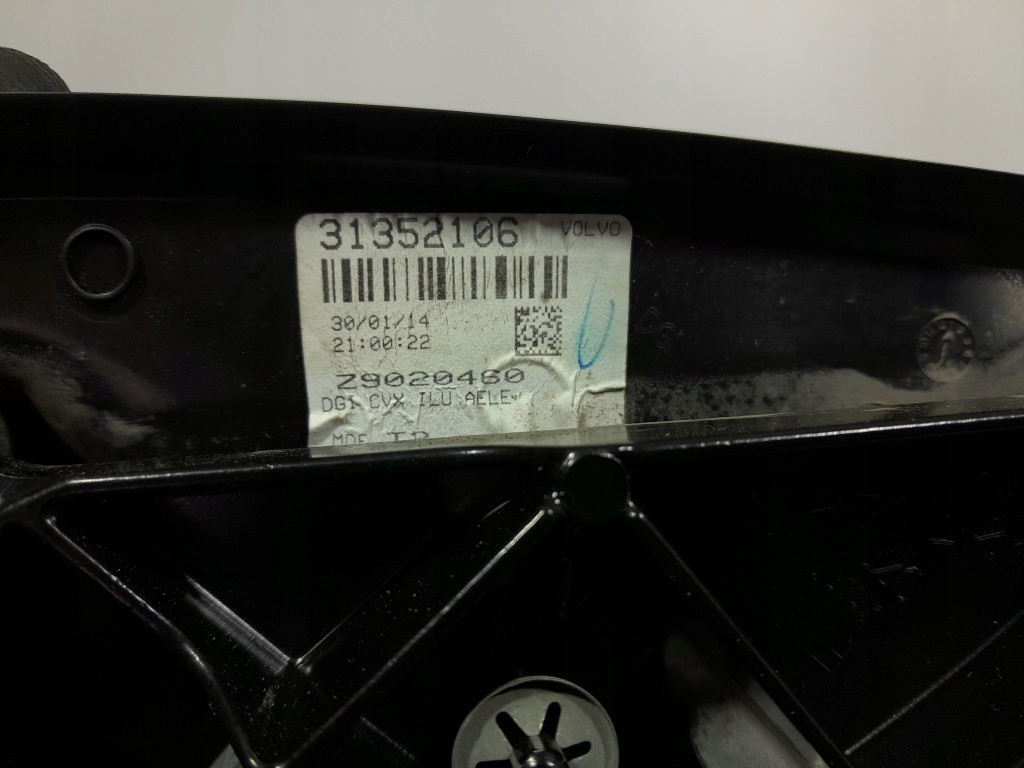 31352106 VOLVO
30/01/14
21:00:22
Z9020460
DG1 CVX ILU AELE